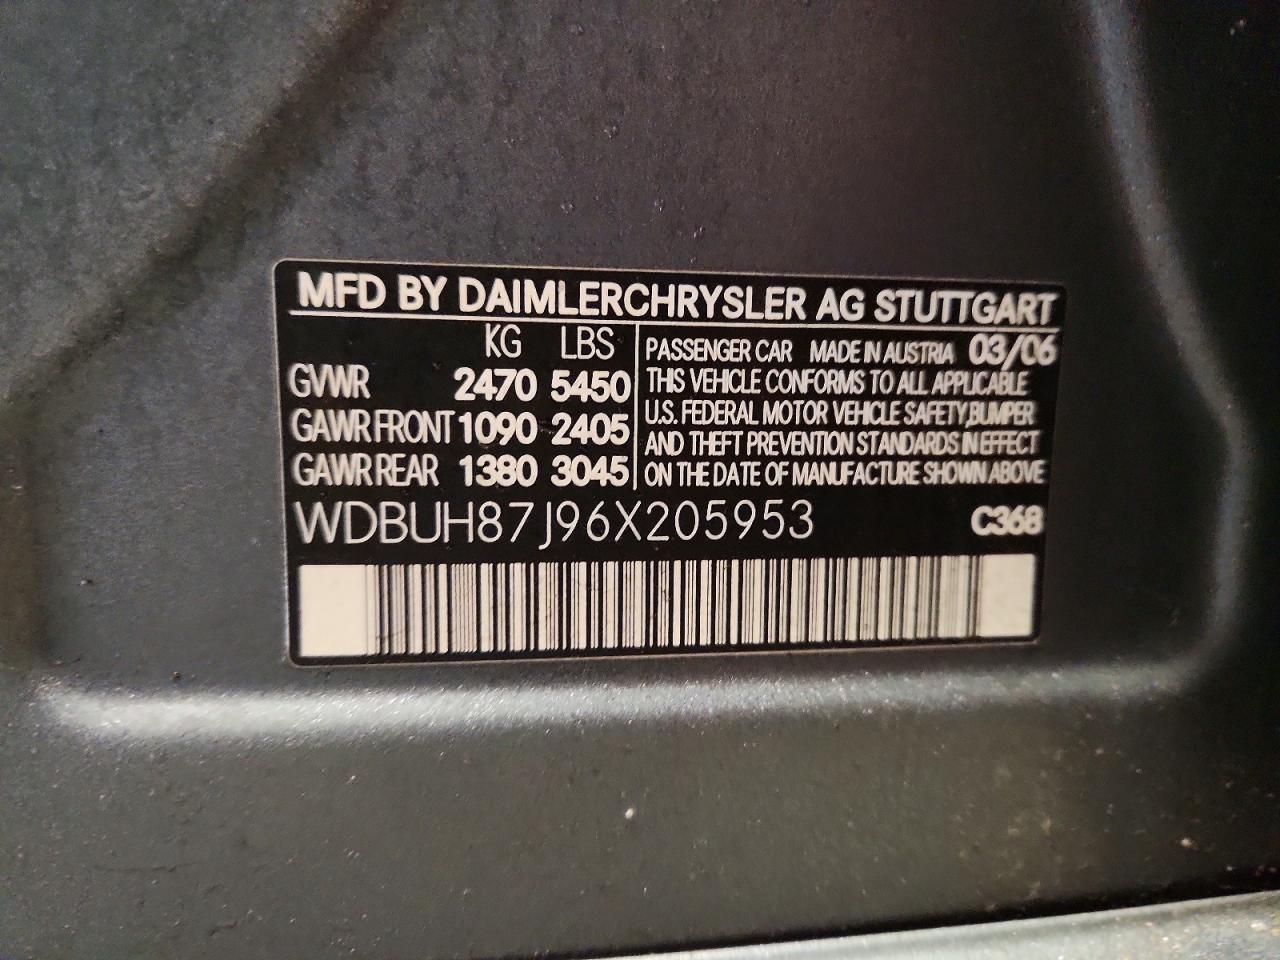 MFD BY DAIMLERCHRYSLER AG STUTTGART
KG LBS
GVWR 2470 5450
GAWR FRONT 1090 2405
GAWR REAR 1380 3045
PASSENGER CAR MADE IN AUSTRIA 03/06
THIS VEHICLE CONFORMS TO ALL APPLICABLE
U.S. FEDERAL MOTOR VEHICLE SAFETY, BUMPER
AND THEFT PREVENTION STANDARDS IN EFFECT
ON THE DATE OF MANUFACTURE SHOWN ABOVE
WDBUH87J96X205953 C368